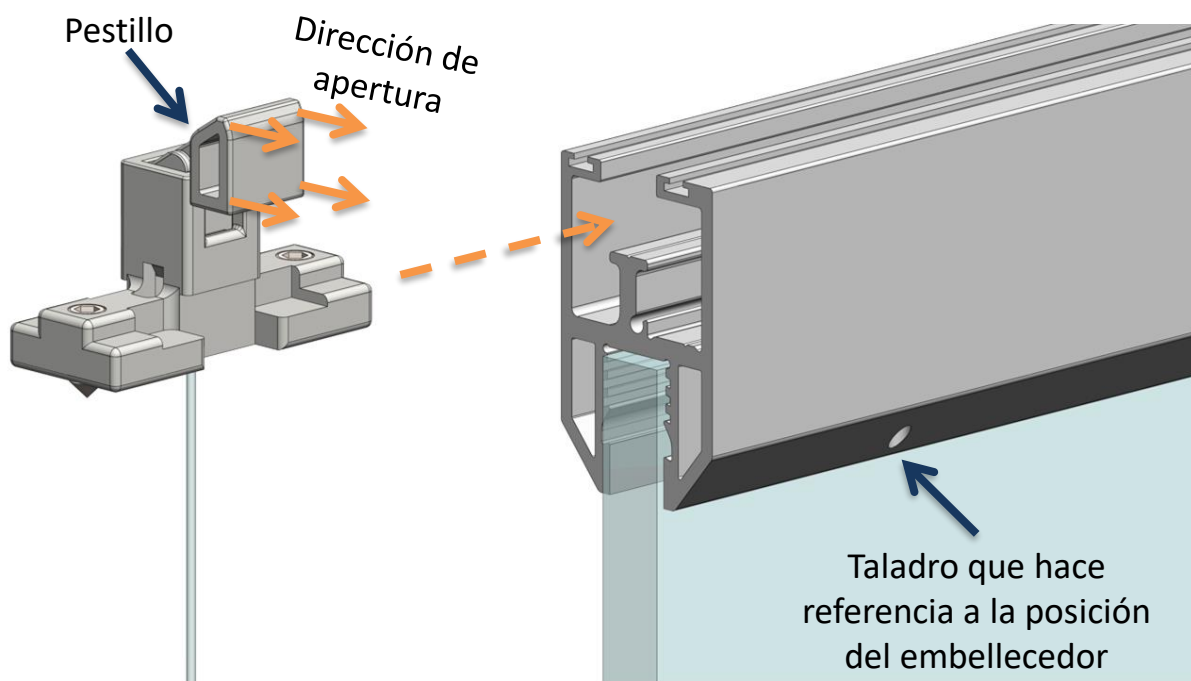 Pestillo
Dirección de
apertura
Taladro que hace
referencia a la posición
del embellecedor